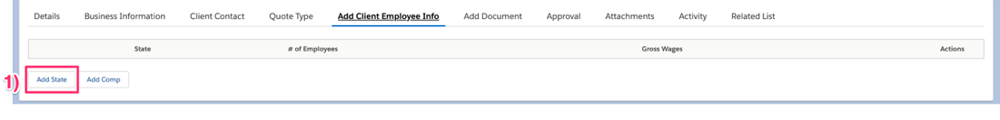 Details Business Information Client Contact Quote Type Add Client Employee Info Add Document Approval Attachments Activity Related List
State # of Employees Gross Wages Actions
1) Add State Add Comp